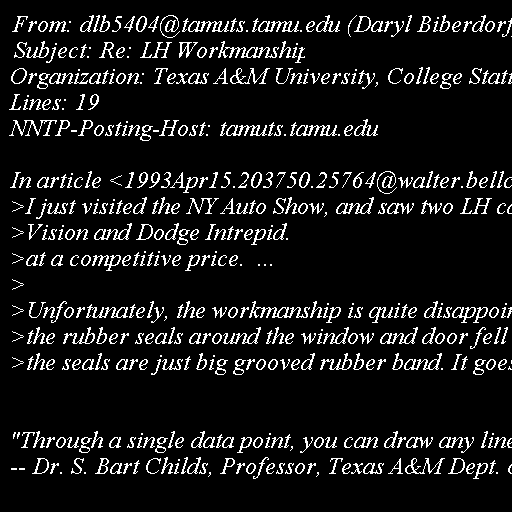 From: dlb5404@tamuts.tamu.edu (Daryl Biberdorf
Subject: Re: LH Workmanship
Organization: Texas A&M University, College Stati
Lines: 19
NNTP-Posting-Host: tamuts.tamu.edu
In article <1993Apr15.203750.25764@walter.bellc
>I just visited the NY Auto Show, and saw two LH ca
>Vision and Dodge Intrepid.
>at a competitive price.  ...
>
>Unfortunately, the workmanship is quite disappoin
>the rubber seals around the window and door fell
>the seals are just big grooved rubber band. It goes
"Through a single data point, you can draw any line
-- Dr. S. Bart Childs, Professor, Texas A&M Dept.